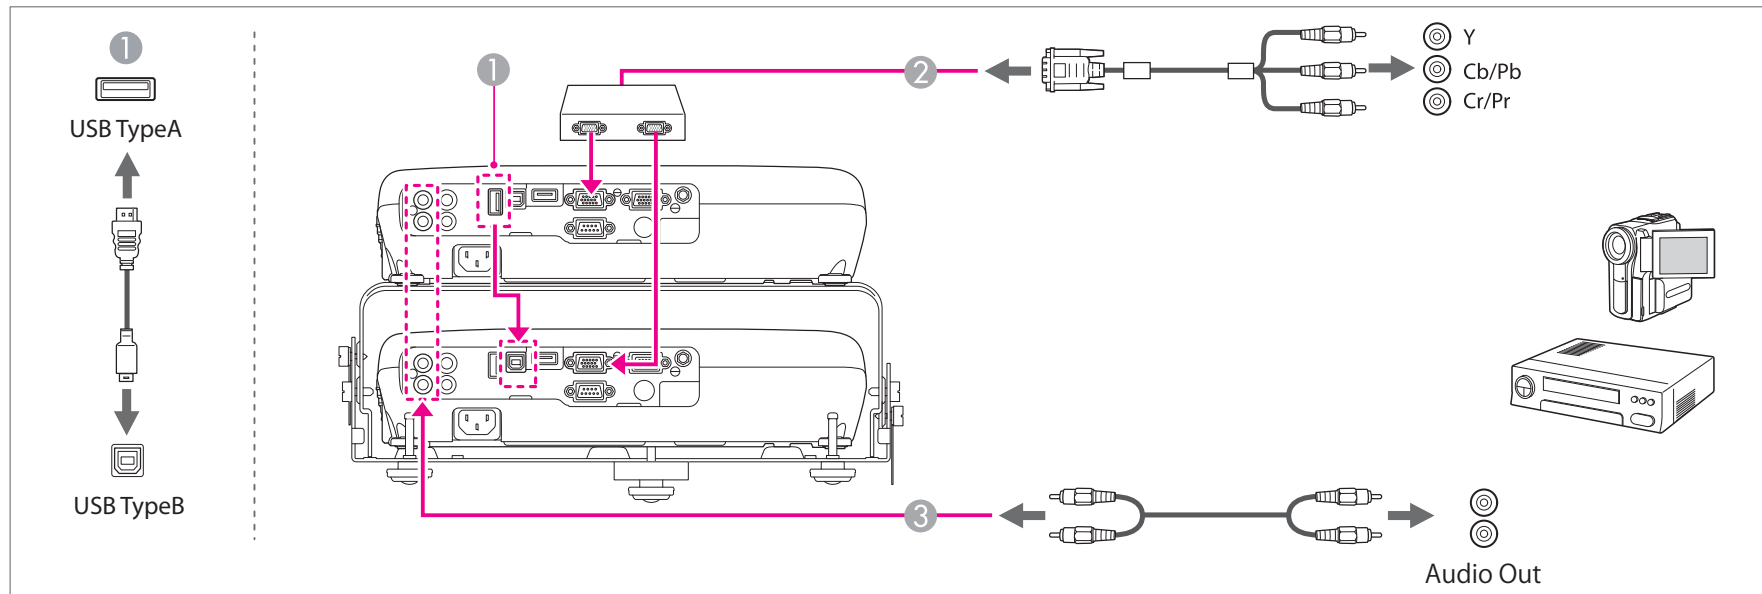 1
USB TypeA
USB TypeB
1
2
Y
Cb/Pb
Cr/Pr
3
Audio Out